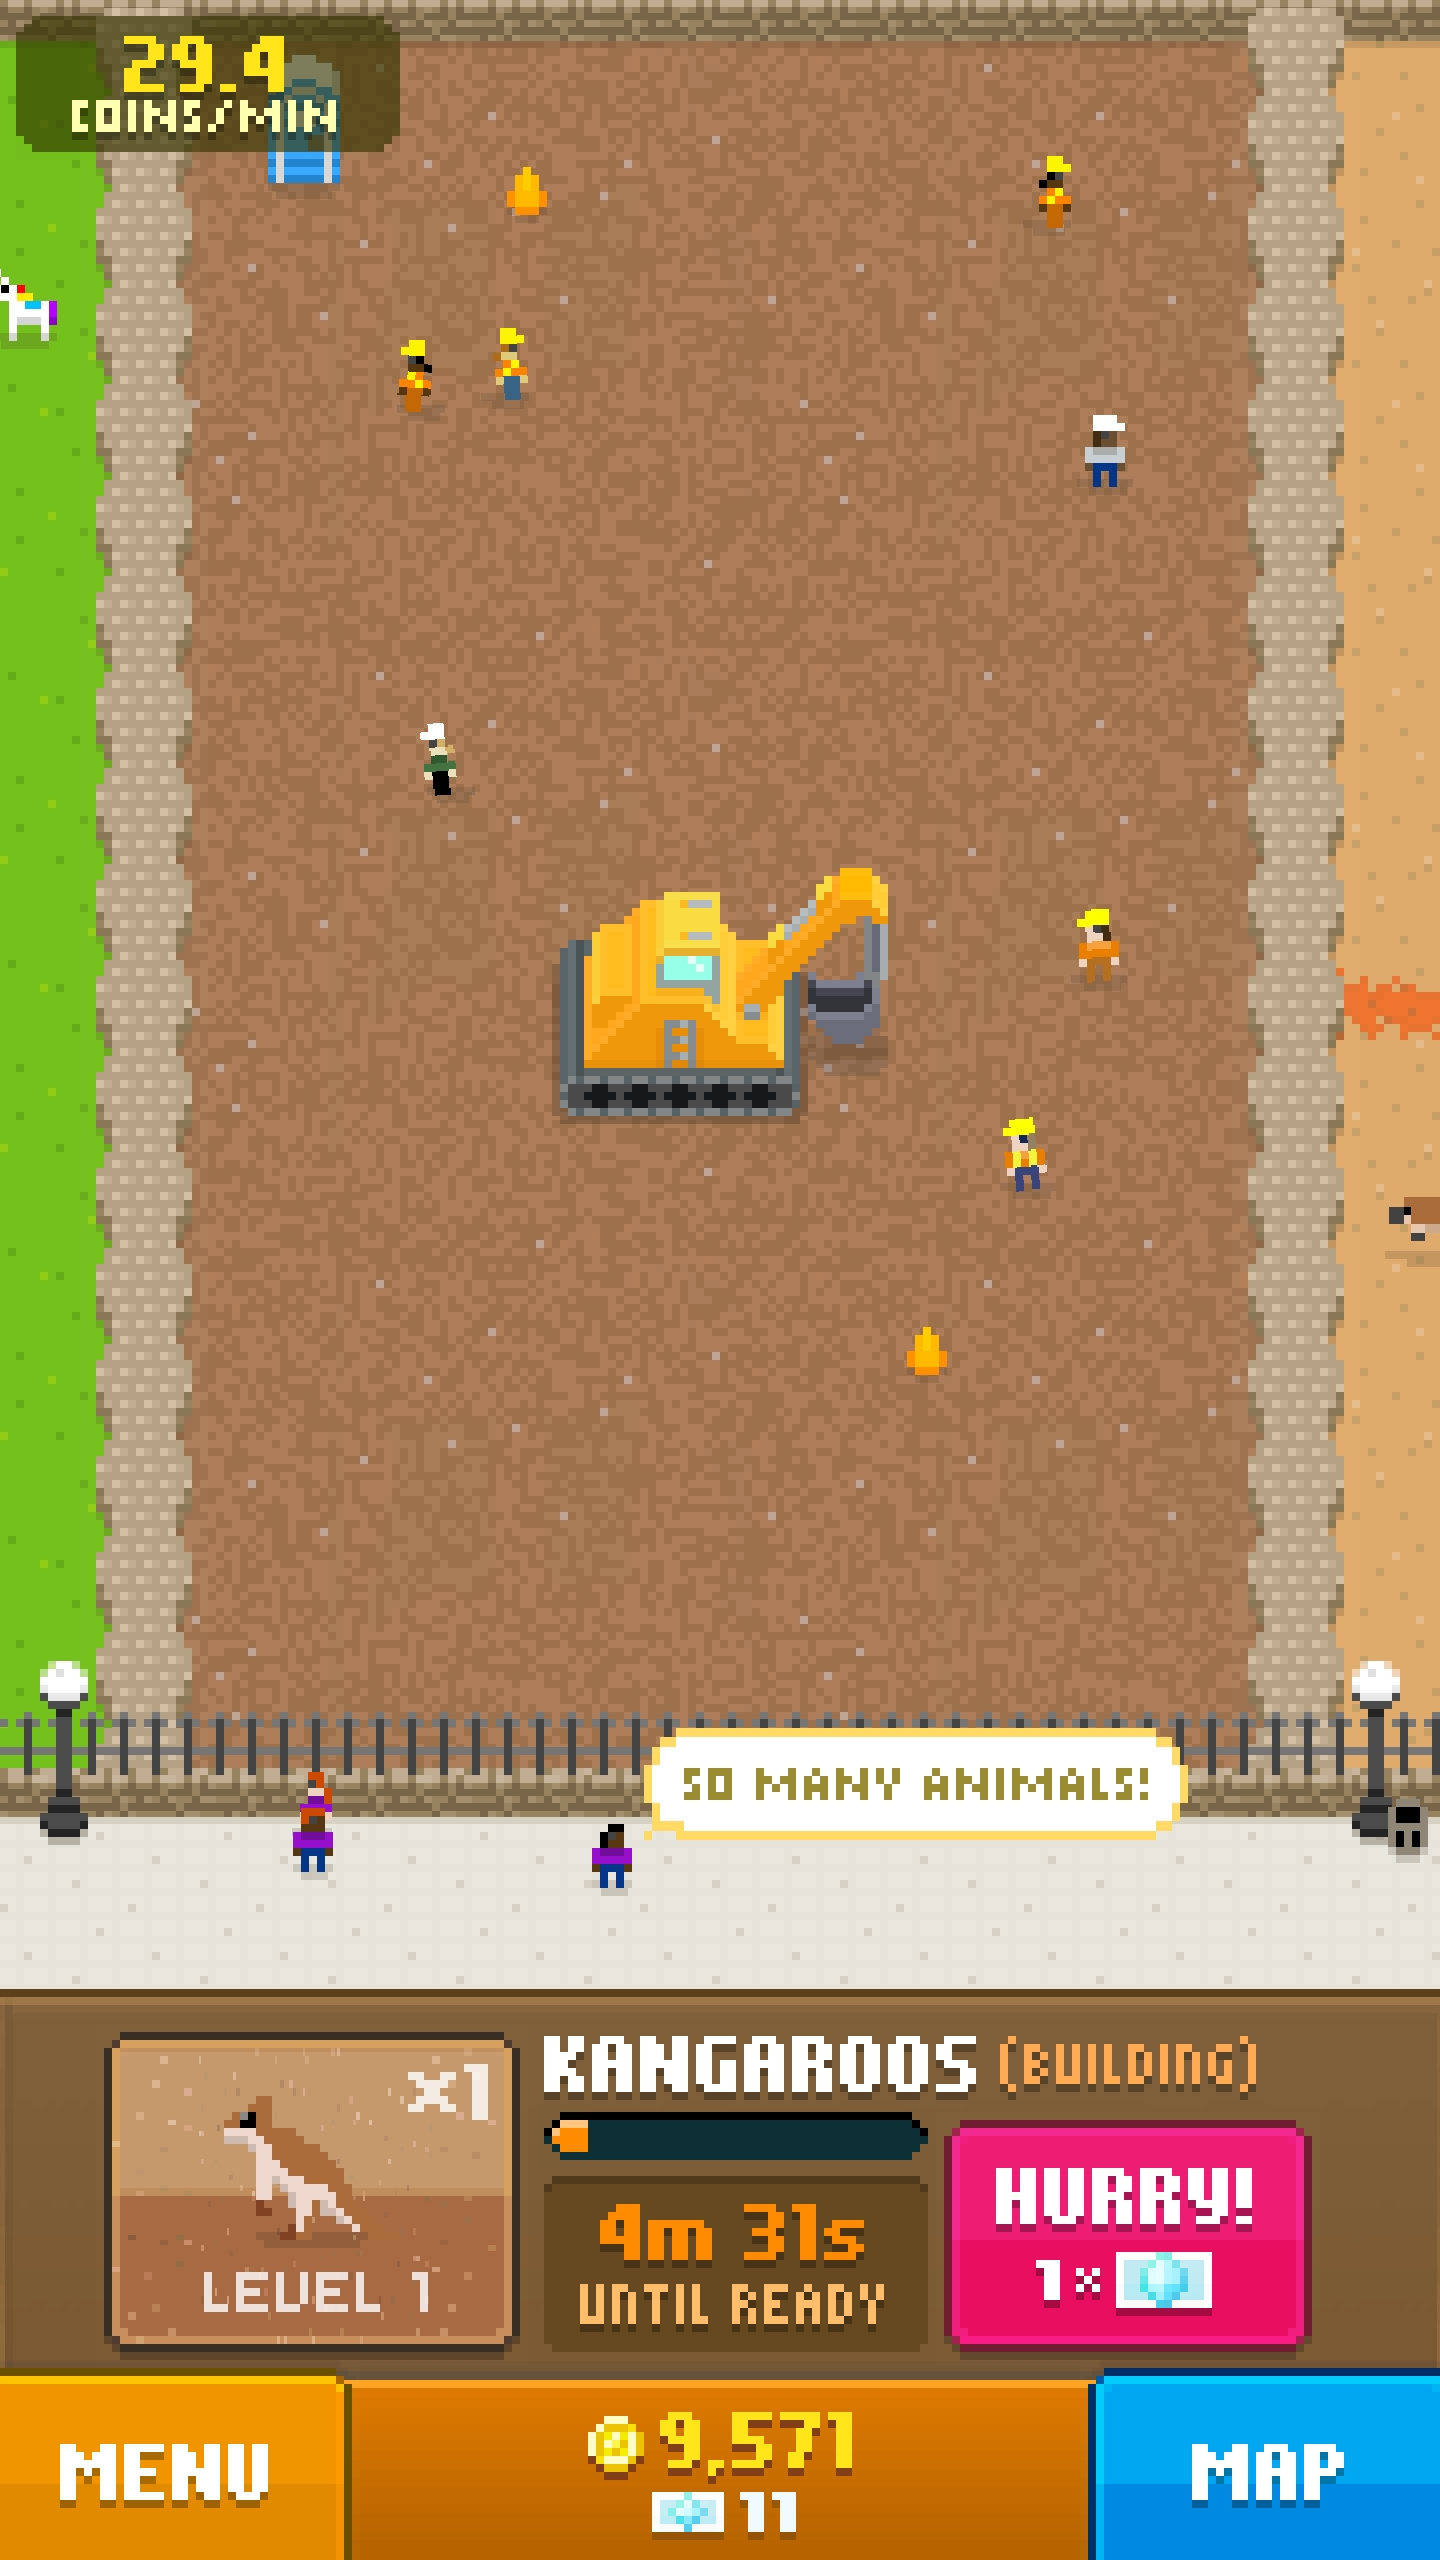 29.4
COINS/MIN
SO MANY ANIMALS!
KANGAROOS (BUILDING)
x1
LEVEL 1
4m 31s
UNTIL READY
HURRY!
1x
MENU
9,571
11
MAP